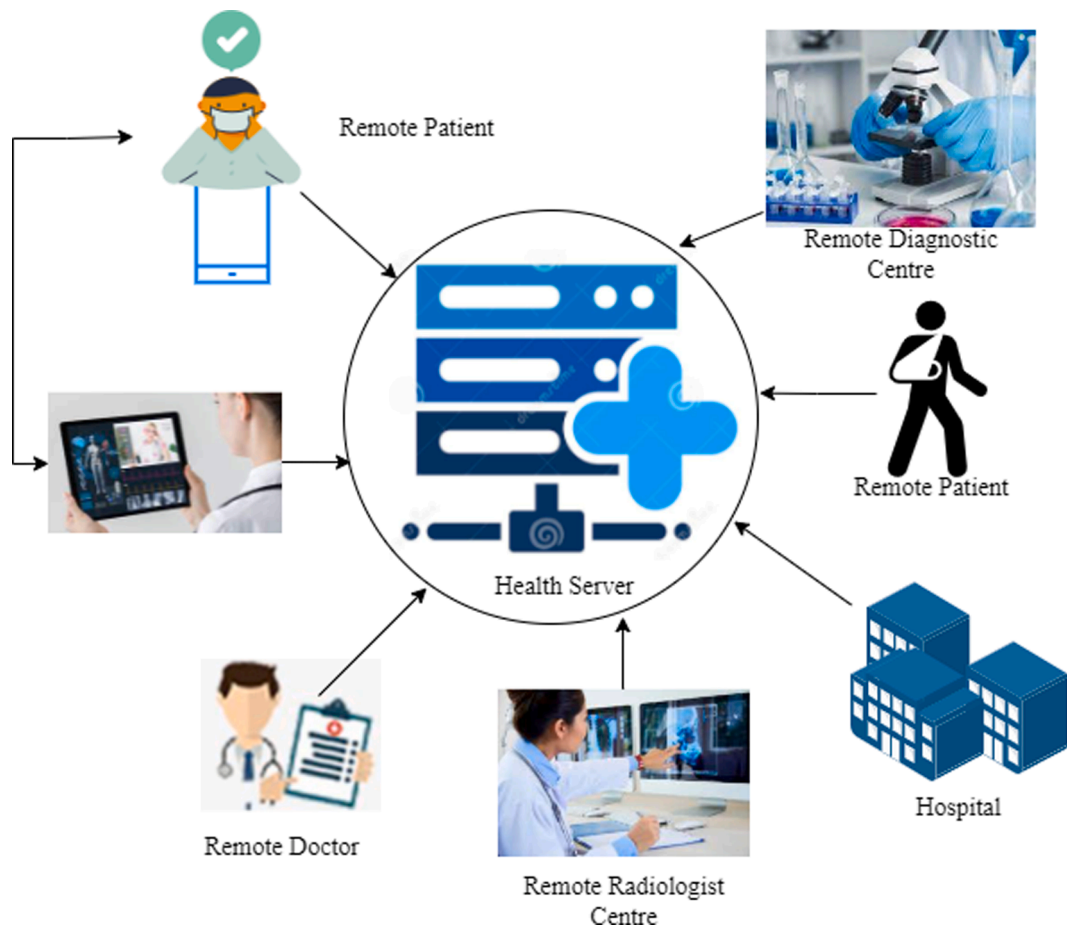 Remote Patient
Remote Diagnostic
Centre
Remote Patient
Health Server
Hospital
Remote Doctor
Remote Radiologist
Centre